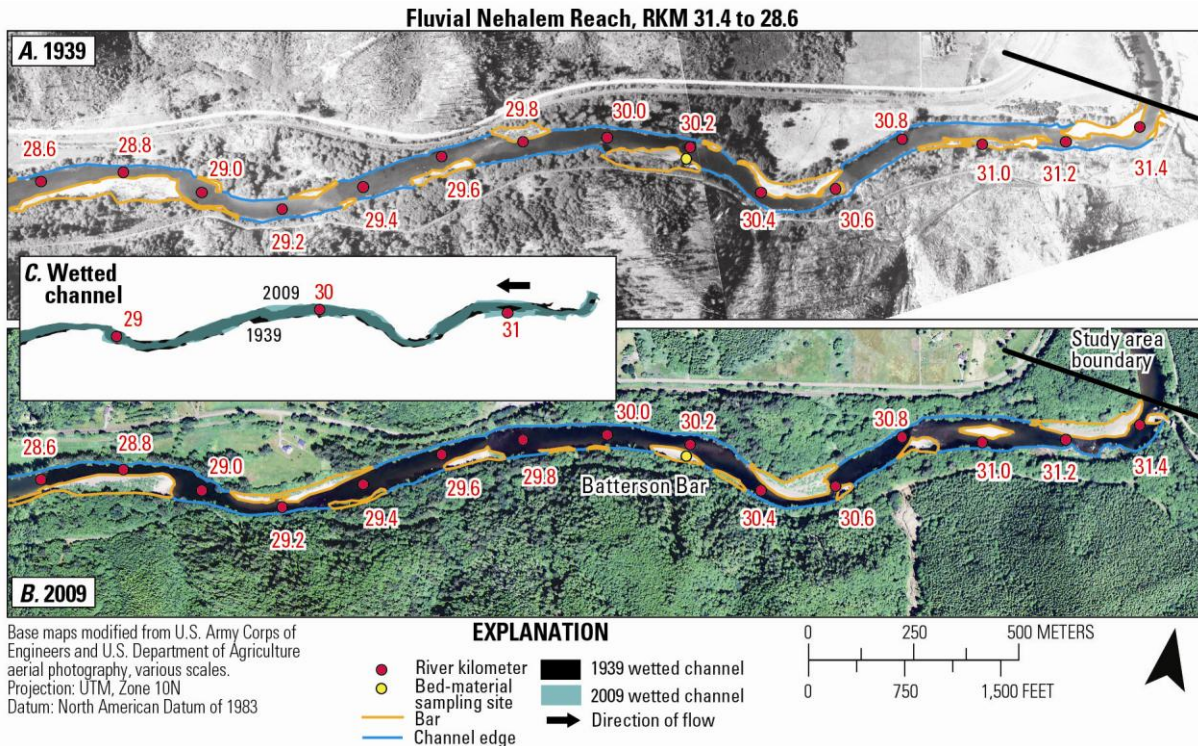 Fluvial Nehalem Reach, RKM 31.4 to 28.6
A. 1939
28.6
28.8
29.0
29.2
29.4
29.6
29.8
30.0
30.2
30.4
30.6
30.8
31.0
31.2
31.4
C. Wetted
channel
29
2009
1939
30
31
Study area
boundary
28.6
28.8
29.0
29.2
29.4
29.6
29.8
30.0
30.2
Batterson Bar
30.4
30.6
30.8
31.0
31.2
31.4
B. 2009
Base maps modified from U.S. Army Corps of
Engineers and U.S. Department of Agriculture
aerial photography, various scales.
Projection: UTM, Zone 10N
Datum: North American Datum of 1983
EXPLANATION
River kilometer
Bed-material
sampling site
Bar
Channel edge
1939 wetted channel
2009 wetted channel
Direction of flow
0 250 500 METERS
0 750 1,500 FEET